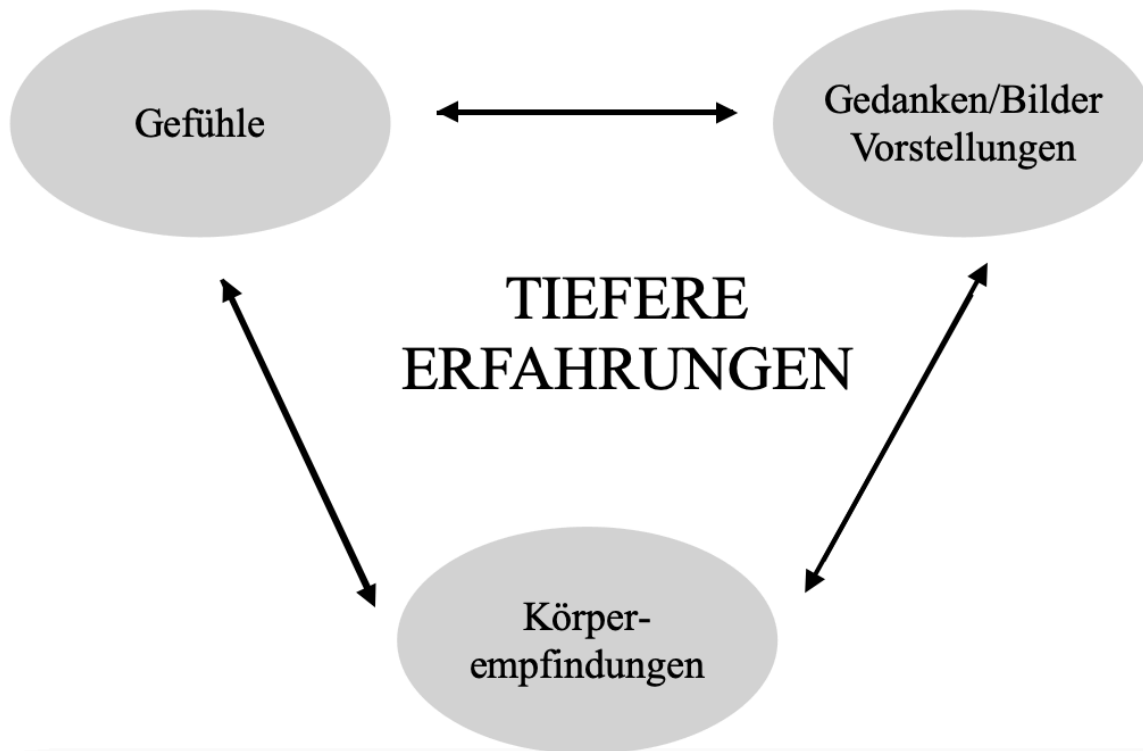 Gefühle
Gedanken/Bilder
Vorstellungen
TIEFERE
ERFAHRUNGEN
Körper-
empfindungen